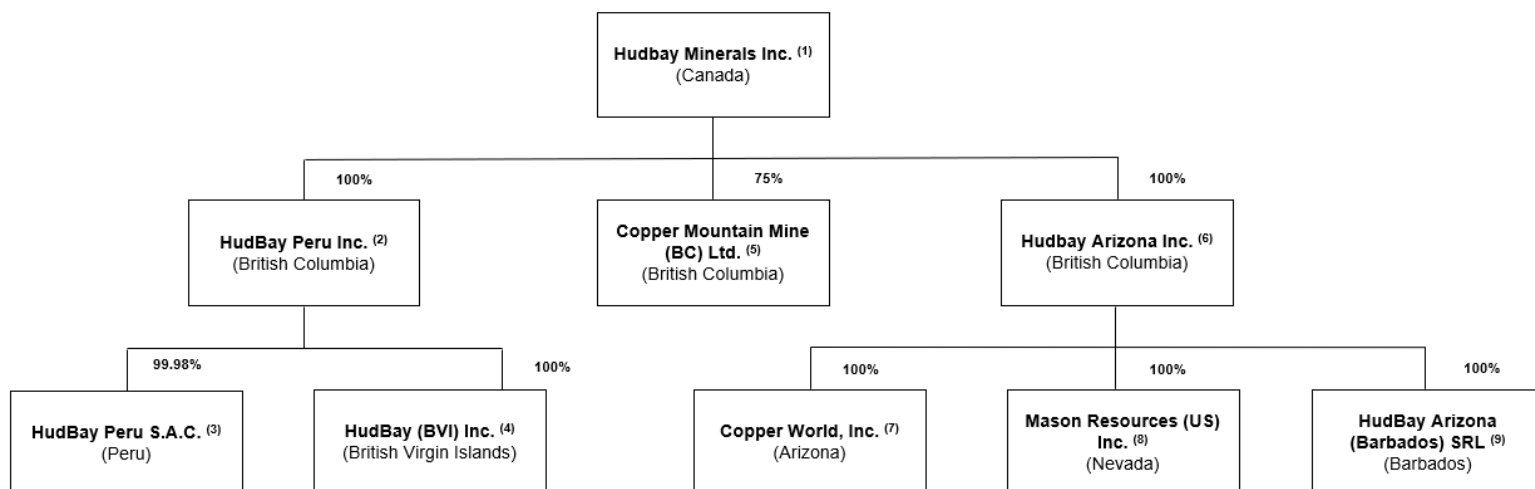 Hudbay Minerals Inc. (1)
(Canada)
100%
75%
100%
HudBay Peru Inc. (2)
(British Columbia)
Copper Mountain Mine
(BC) Ltd. (5)
(British Columbia)
Hudbay Arizona Inc. (6)
(British Columbia)
99.98%
100%
100%
100%
100%
HudBay Peru S.A.C. (3)
(Peru)
HudBay (BVI) Inc. (4)
(British Virgin Islands)
Copper World, Inc. (7)
(Arizona)
Mason Resources (US)
Inc. (8)
(Nevada)
HudBay Arizona
(Barbados) SRL (9)
(Barbados)